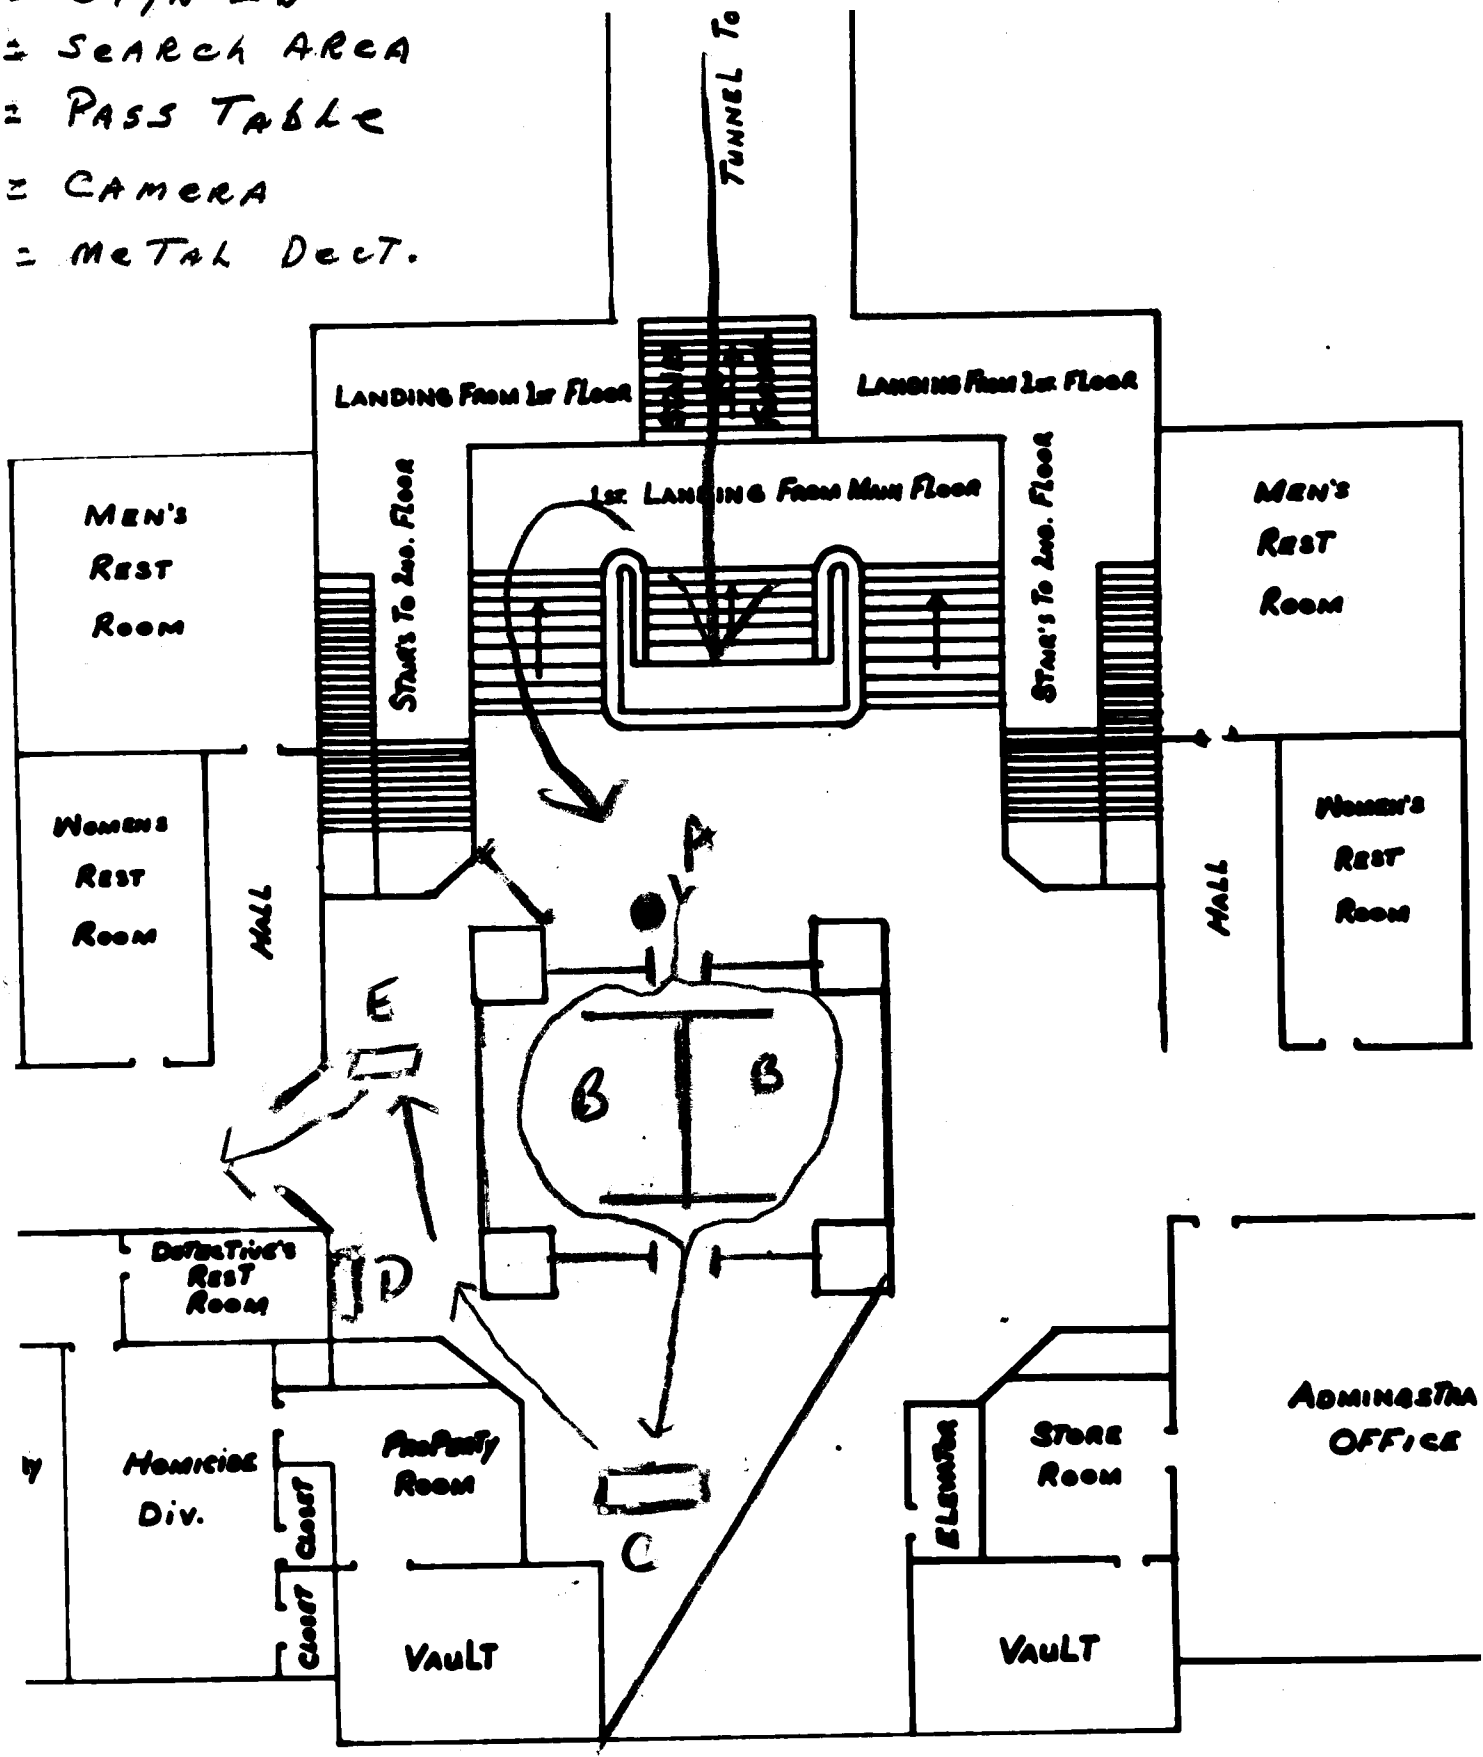 = SEARCH AREA
= PASS TABLE
= CAMERA
= METAL DECT.
TUNNEL TO
LANDING FROM 1ST FLOOR
LANDING FROM 1ST FLOOR
1ST. LANDING FROM MAIN FLOOR
STAIR'S TO 2ND. FLOOR
STAIR'S TO 2ND. FLOOR
MEN'S
REST
ROOM
MEN'S
REST
ROOM
WOMENS
REST
ROOM
HALL
HALL
WOMEN'S
REST
ROOM
A
E
B
B
D
DETECTIVE'S
REST
ROOM
HOMICIDE
DIV.
CLOSET
CLOSET
PROPERTY
ROOM
C
VAULT
ELEVATOR
STORE
ROOM
VAULT
ADMINESTRA
OFFICE